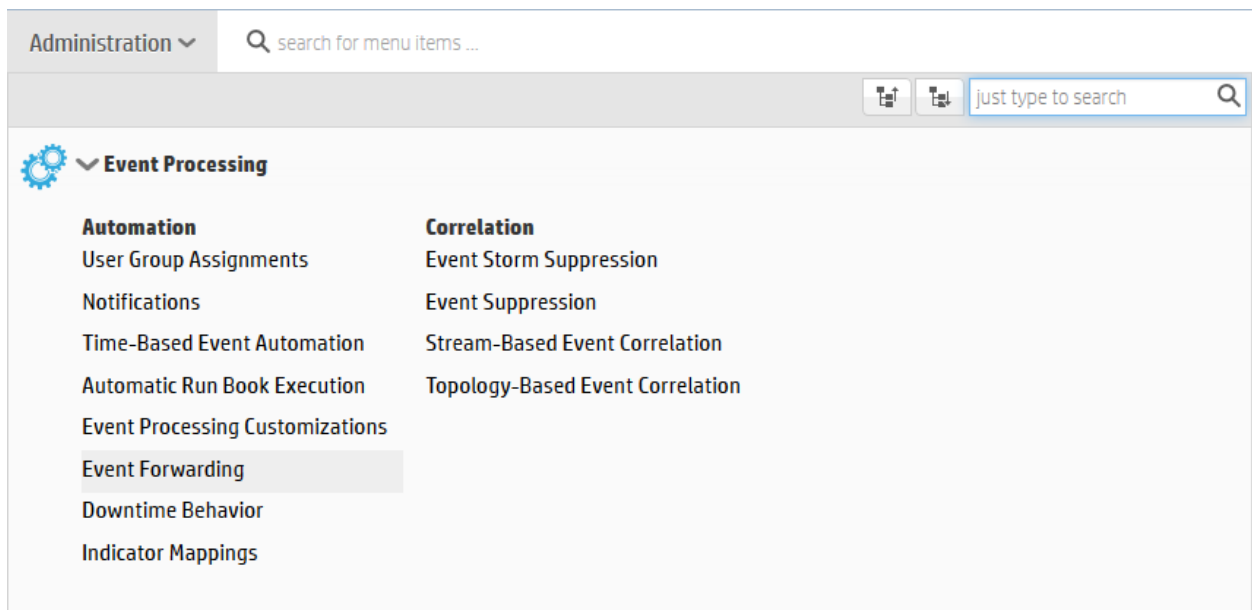 Administration
search for menu items ...
just type to search
Event Processing
Automation
User Group Assignments
Notifications
Time-Based Event Automation
Automatic Run Book Execution
Event Processing Customizations
Event Forwarding
Downtime Behavior
Indicator Mappings
Correlation
Event Storm Suppression
Event Suppression
Stream-Based Event Correlation
Topology-Based Event Correlation